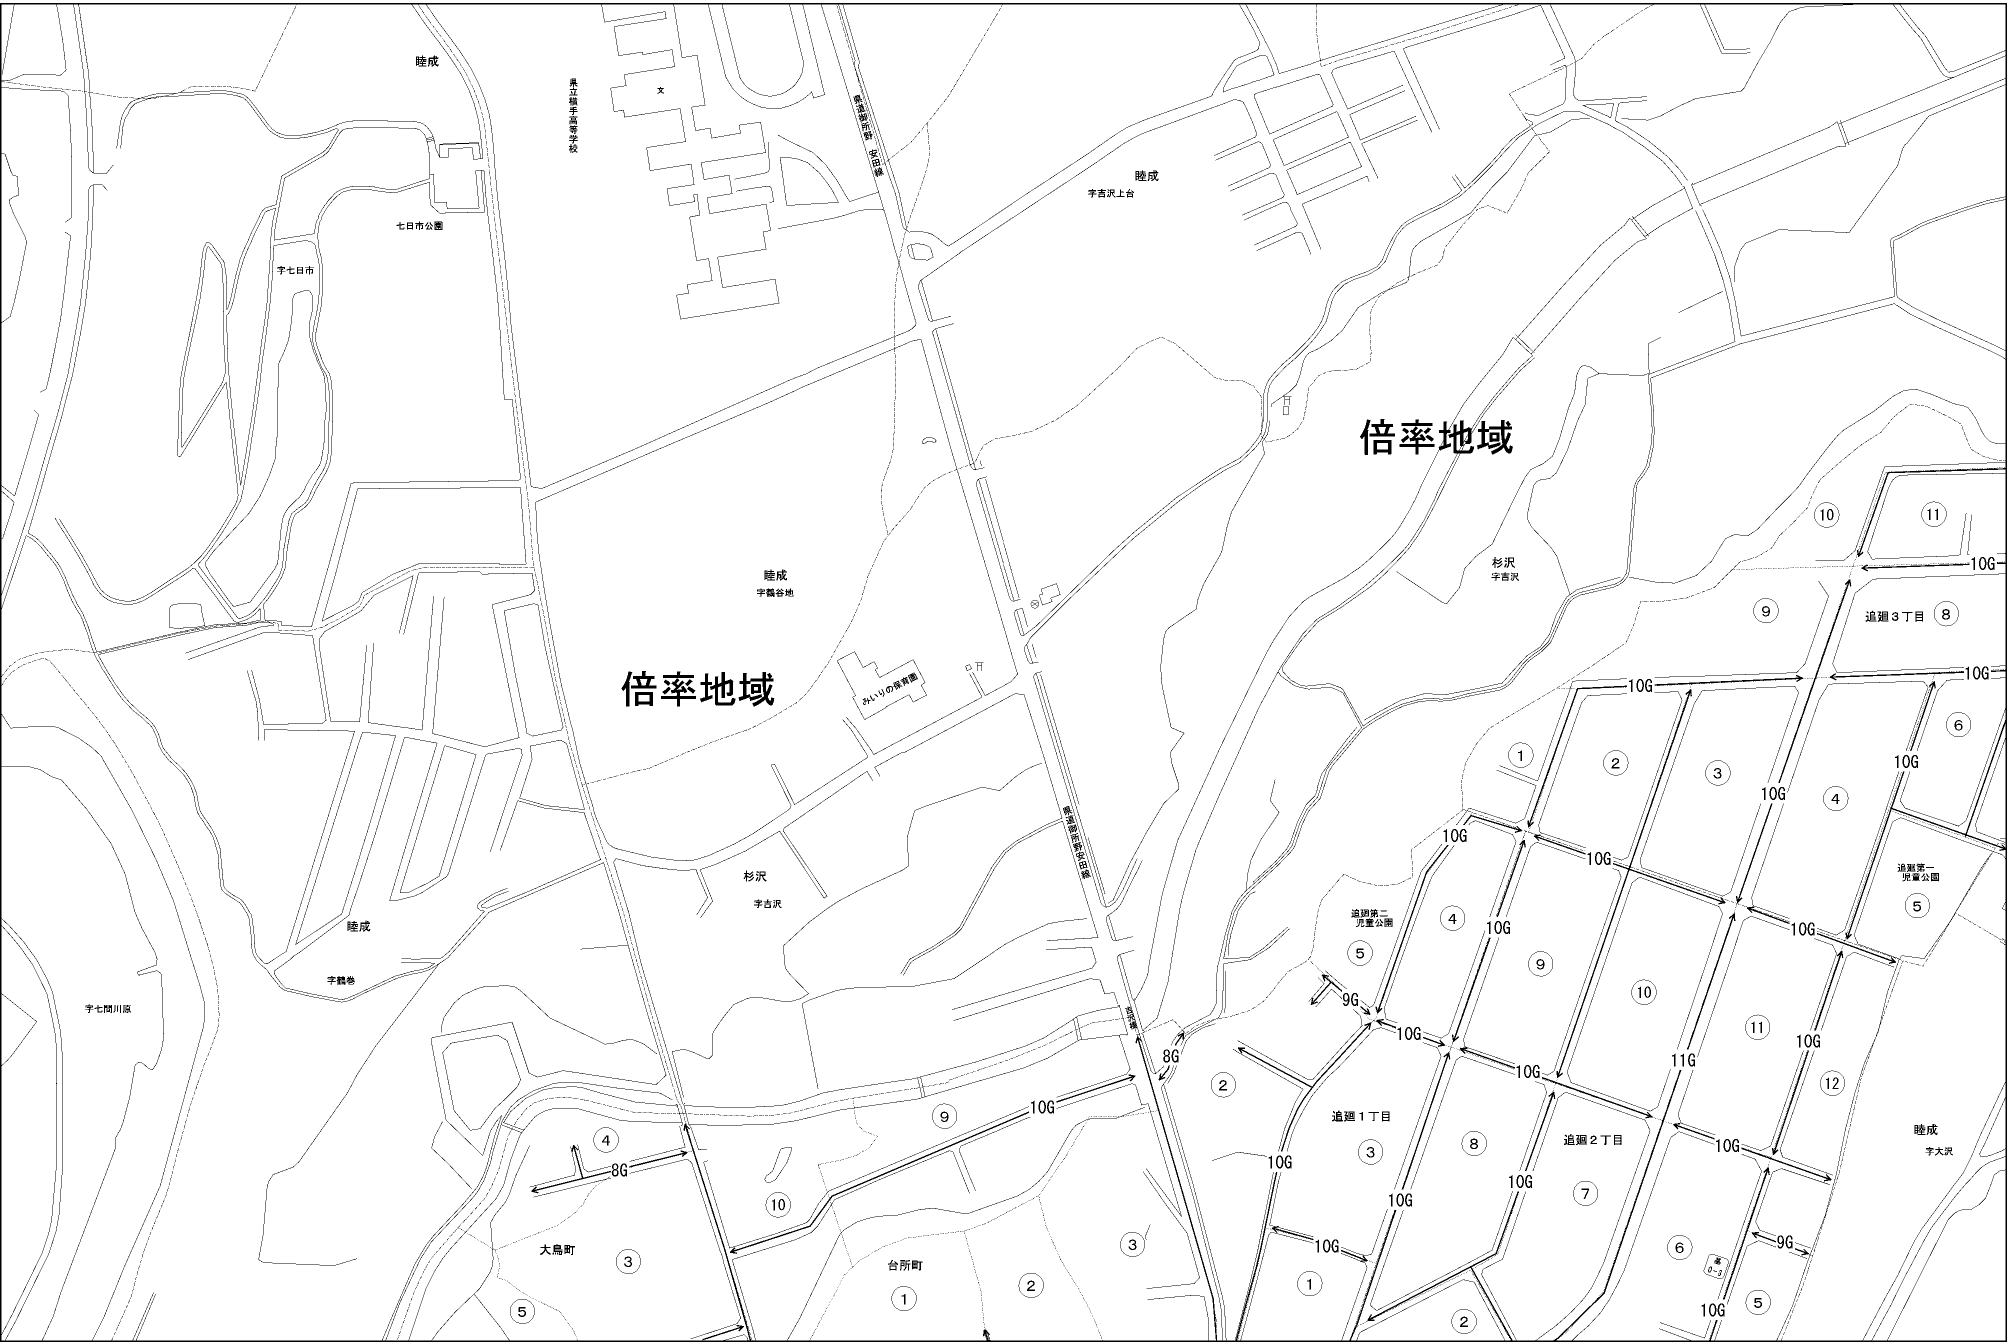 睦成
県立横手高等学校
文
県道御所野　安田線
睦成
字吉沢上台
七日市公園
字七日市
倍率地域
倍率地域
10
11
10G
杉沢
字吉沢
睦成
字鶴谷地
9
追廻3丁目
8
みいりの保育園
10G
10G
6
1
2
3
4
10G
10G
県道御所野安田線
10G
10G
10G
追廻第一
児童公園
5
杉沢
字吉沢
睦成
追廻第二
児童公園
4
5
10G
9
10G
字鶴巻
字七間川原
9G
10
吉沢橋
10G
11
10G
8G
11G
10G
2
12
10G
9
追廻1丁目
3
8
追廻2丁目
睦成
字大沢
4
8G
10G
10G
10G
10G
7
10
大鳥町
3
台所町
1
2
3
10G
6
9G
5
1
10G
5
2